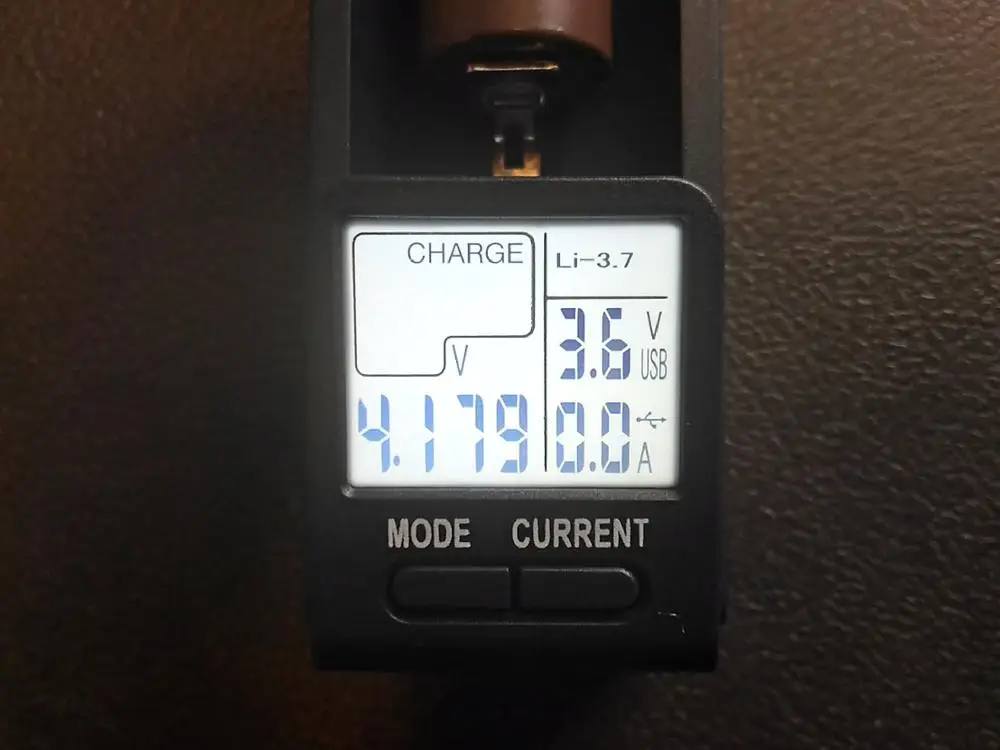 CHARGE
V
4.179
Li-3.7
3.6 V
USB
0.0 A
MODE CURRENT